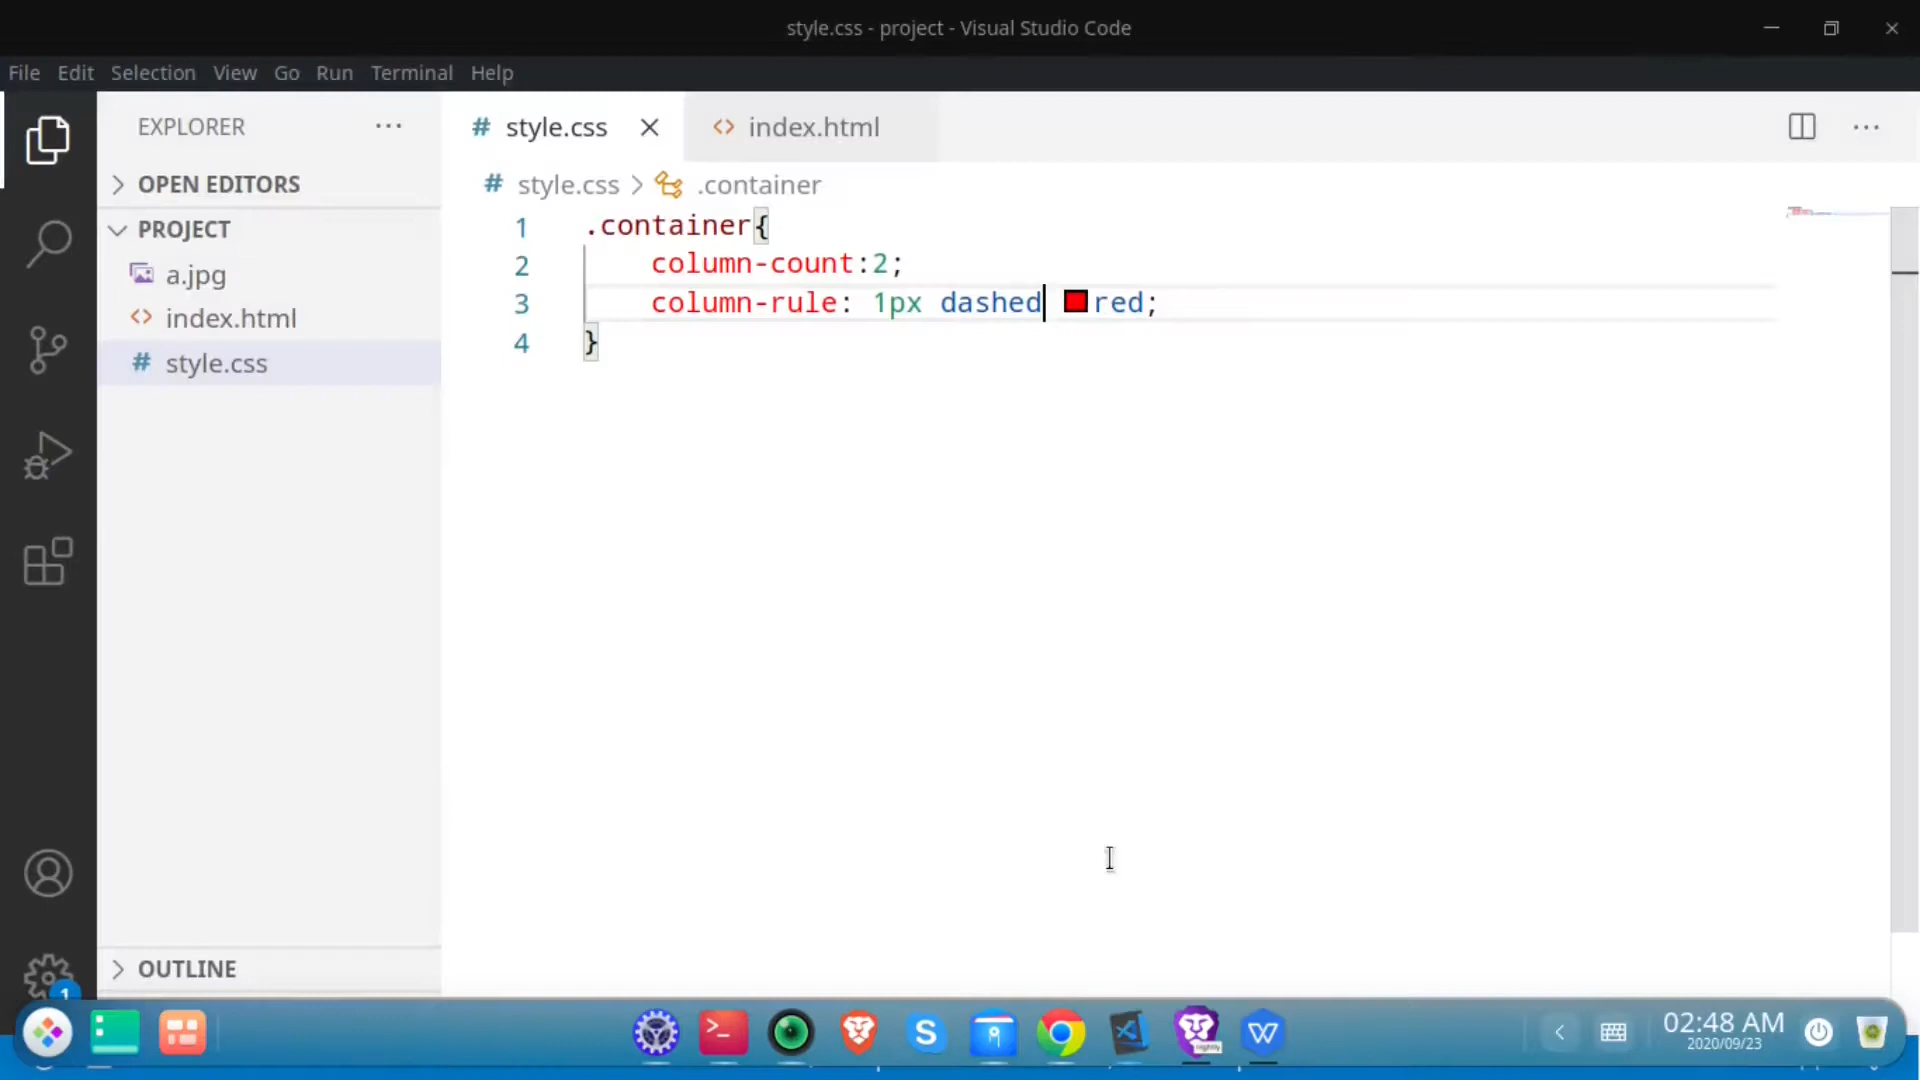 style.css - project - Visual Studio Code
File Edit Selection View Go Run Terminal Help
EXPLORER
style.css
index.html
OPEN EDITORS
style.css > .container
PROJECT
a.jpg
index.html
style.css
1 .container{
2 column-count:2;
3 column-rule: 1px dashed red;
4 }
OUTLINE
1
nightly
02:48 AM
2020/09/23